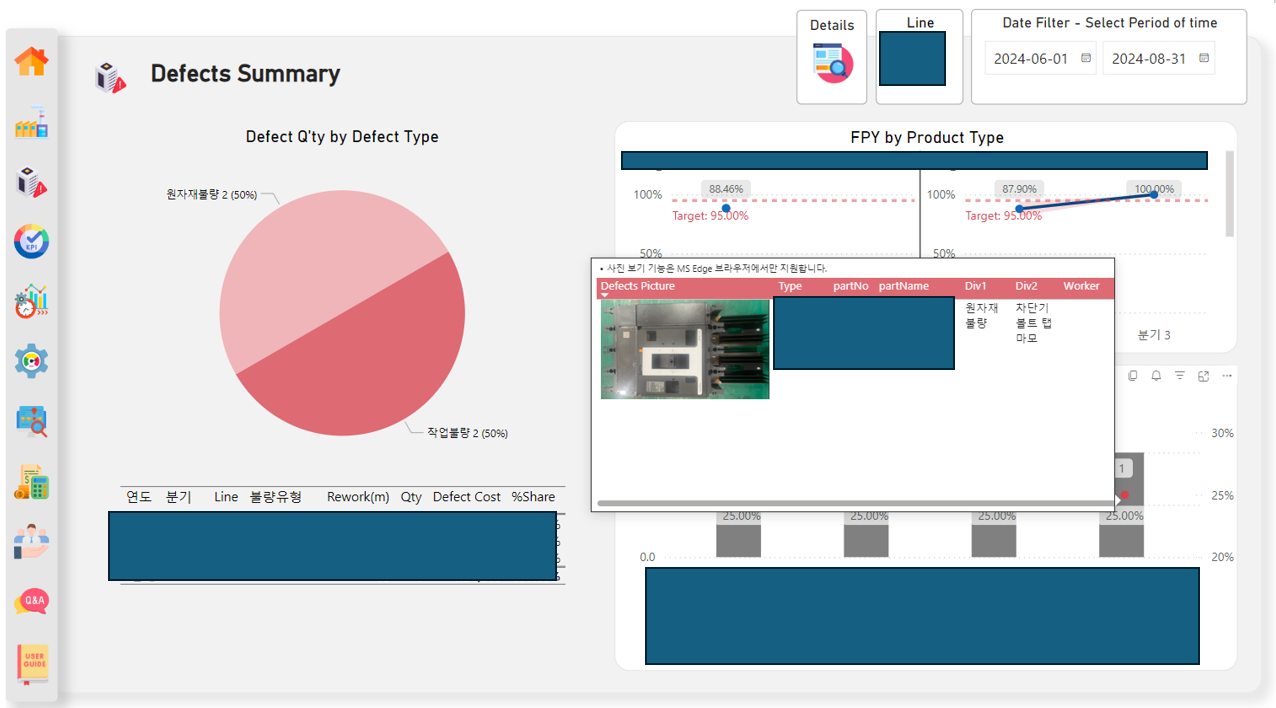 Details
Line
Date Filter - Select Period of time
2024-06-01
2024-08-31
Defects Summary
Defect Q'ty by Defect Type
원자재불량 2 (50%)
작업불량 2 (50%)
연도 분기 Line 불량유형 Rework(m) Qty Defect Cost %Share
FPY by Product Type
100%
88.46%
Target: 95.00%
50%
100%
87.90%
100.00%
Target: 95.00%
50%
분기 3
• 사진 보기 기능은 MS Edge 브라우저에서만 지원합니다.
Defects Picture Type partNo partName Div1 Div2 Worker
원자재
불량
차단기
볼트 탭
마모
30%
1
25%
25.00%
25.00%
25.00%
25.00%
0.0
20%
KPI
Q&A
USER
GUIDE